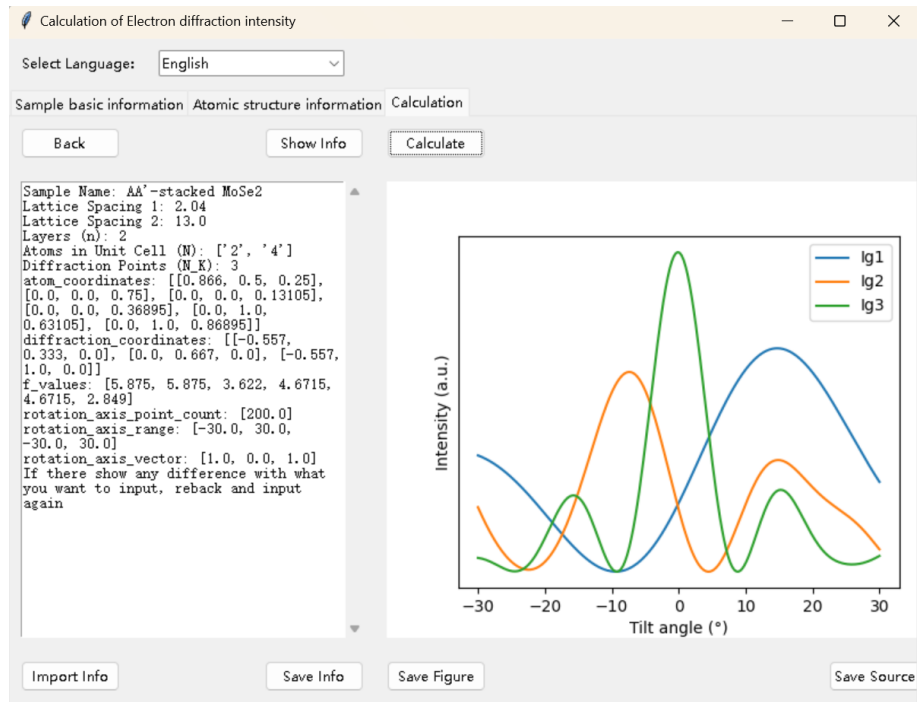 Calculation of Electron diffraction intensity
Select Language:
English
Sample basic information
Atomic structure information
Calculation
Back
Show Info
Calculate
Sample Name: AA'-stacked MoSe2
Lattice Spacing 1: 2.04
Lattice Spacing 2: 13.0
Layers (n): 2
Atoms in Unit Cell (N): ['2', '4']
Diffraction Points (N_K): 3
atom_coordinates: [[0.866, 0.5, 0.25],
[0.0, 0.0, 0.75], [0.0, 0.0, 0.13105],
[0.0, 0.0, 0.36895], [0.0, 1.0,
0.63105], [0.0, 1.0, 0.86895]]
diffraction_coordinates: [[-0.557,
0.333, 0.0], [0.0, 0.667, 0.0], [-0.557,
1.0, 0.0]]
f_values: [5.875, 5.875, 3.622, 4.6715,
4.6715, 2.849]
rotation_axis_point_count: [200.0]
rotation_axis_range: [-30.0, 30.0,
-30.0, 30.0]
rotation_axis_vector: [1.0, 0.0, 1.0]
If there show any difference with what
you want to input, reback and input
again
Ig1
Ig2
Ig3
Intensity (a.u.)
−30 −20 −10 0 10 20 30
Tilt angle (°)
Import Info
Save Info
Save Figure
Save Source